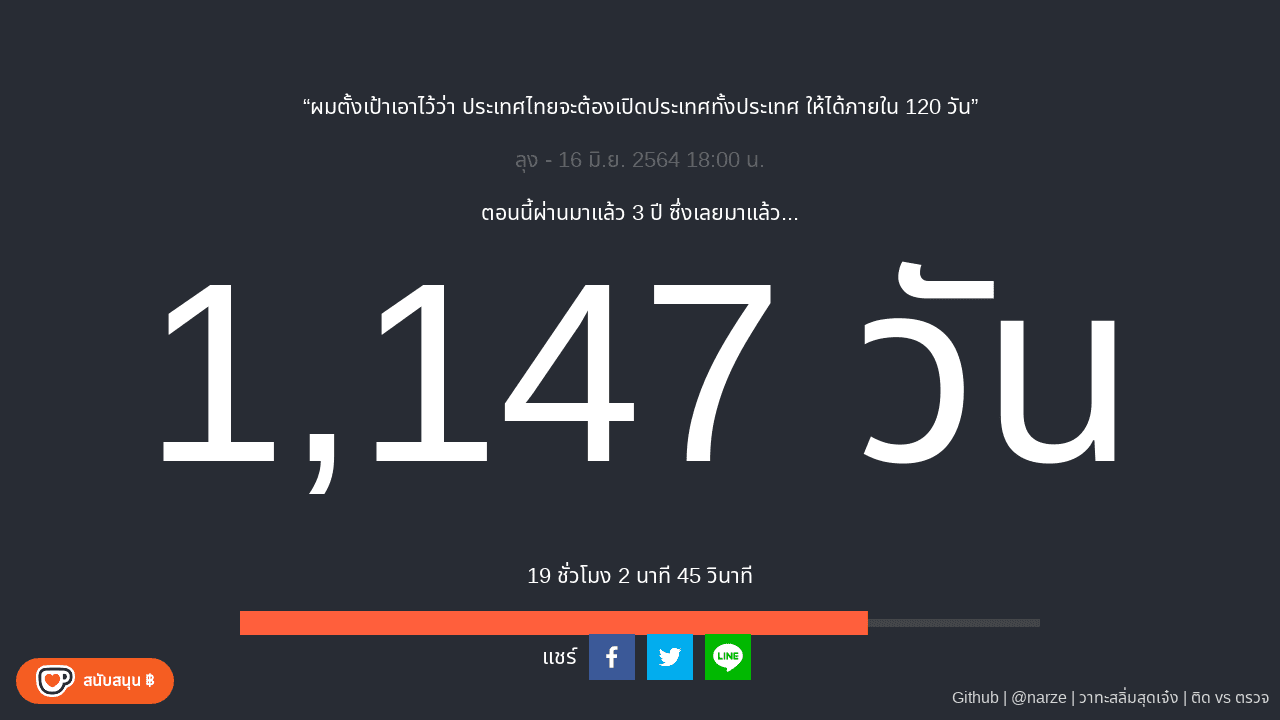 “ผมตั้งเป้าเอาไว้ว่า ประเทศไทยจะต้องเปิดประเทศทั้งประเทศ ให้ได้ภายใน 120 วัน”
ลุง - 16 มิ.ย. 2564 18:00 น.
ตอนนี้ผ่านมาแล้ว 3 ปี ซึ่งเลยมาแล้ว...
1,147 วัน
19 ชั่วโมง 2 นาที 45 วินาที
แชร์ LINE
สนับสนุน ฿
Github | @narze | วาทะสลิ่มสุดเจ๋ง | ติด vs ตรวจ